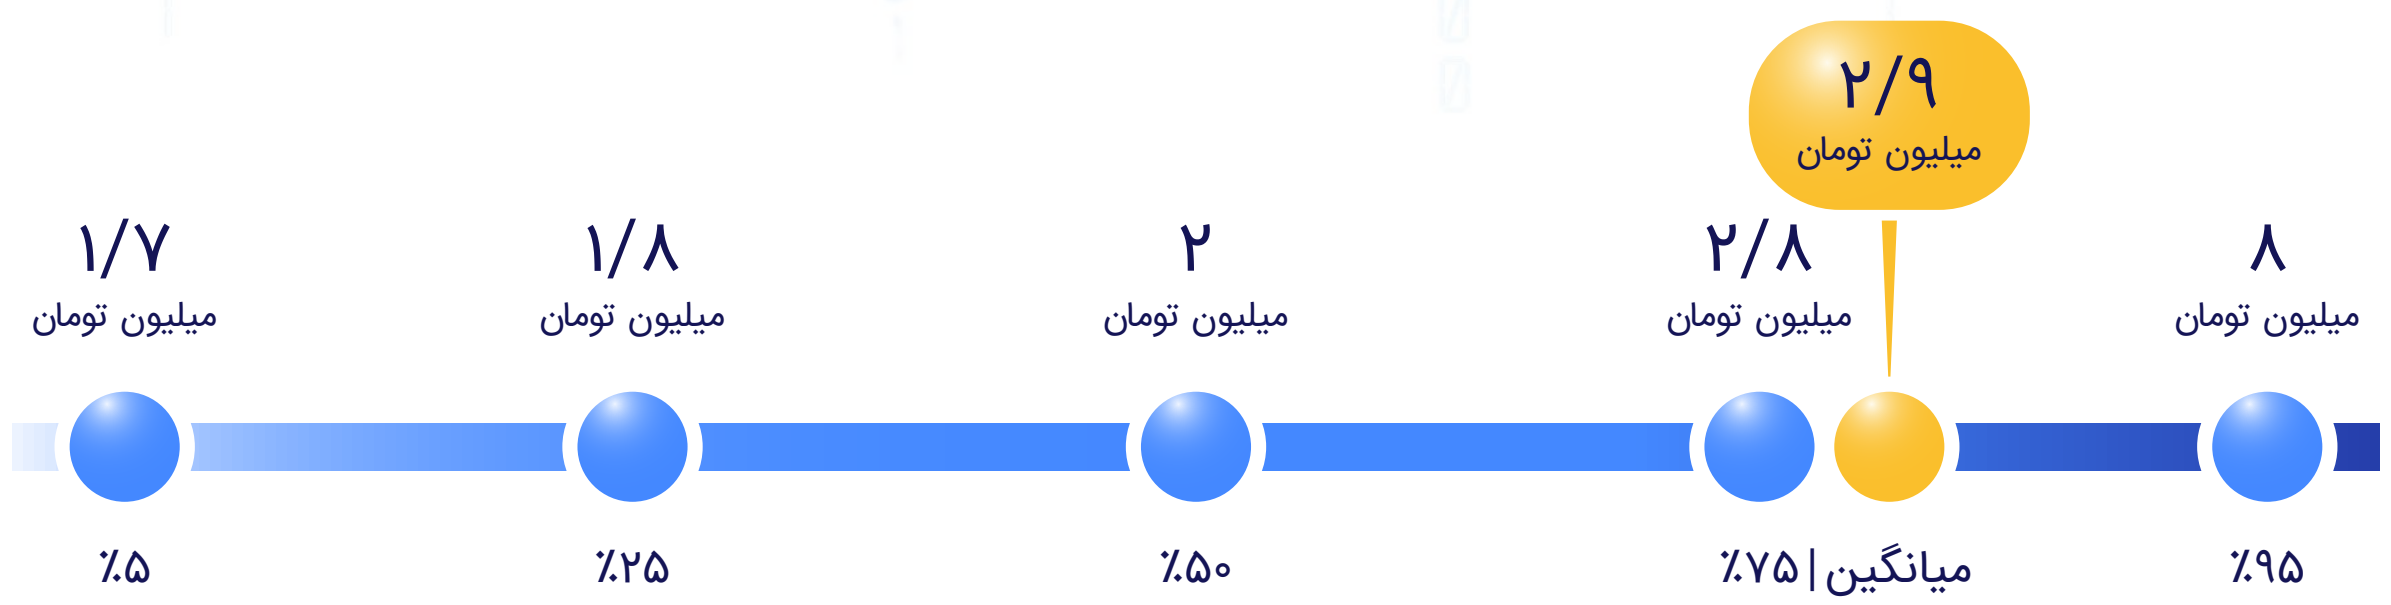 ۲/۹
میلیون تومان
۱/۷
میلیون تومان
۱/۸
میلیون تومان
۲
میلیون تومان
۲/۸
میلیون تومان
۸
میلیون تومان
٪۵
٪۲۵
٪۵۰
٪۷۵ | میانگین
٪۹۵